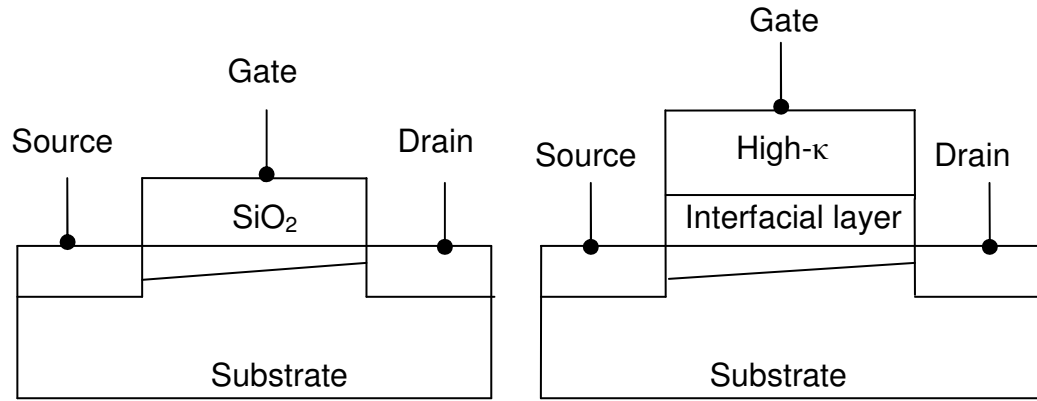 Gate
Source
Drain
SiO₂
Substrate
Gate
Source
High-κ
Drain
Interfacial layer
Substrate